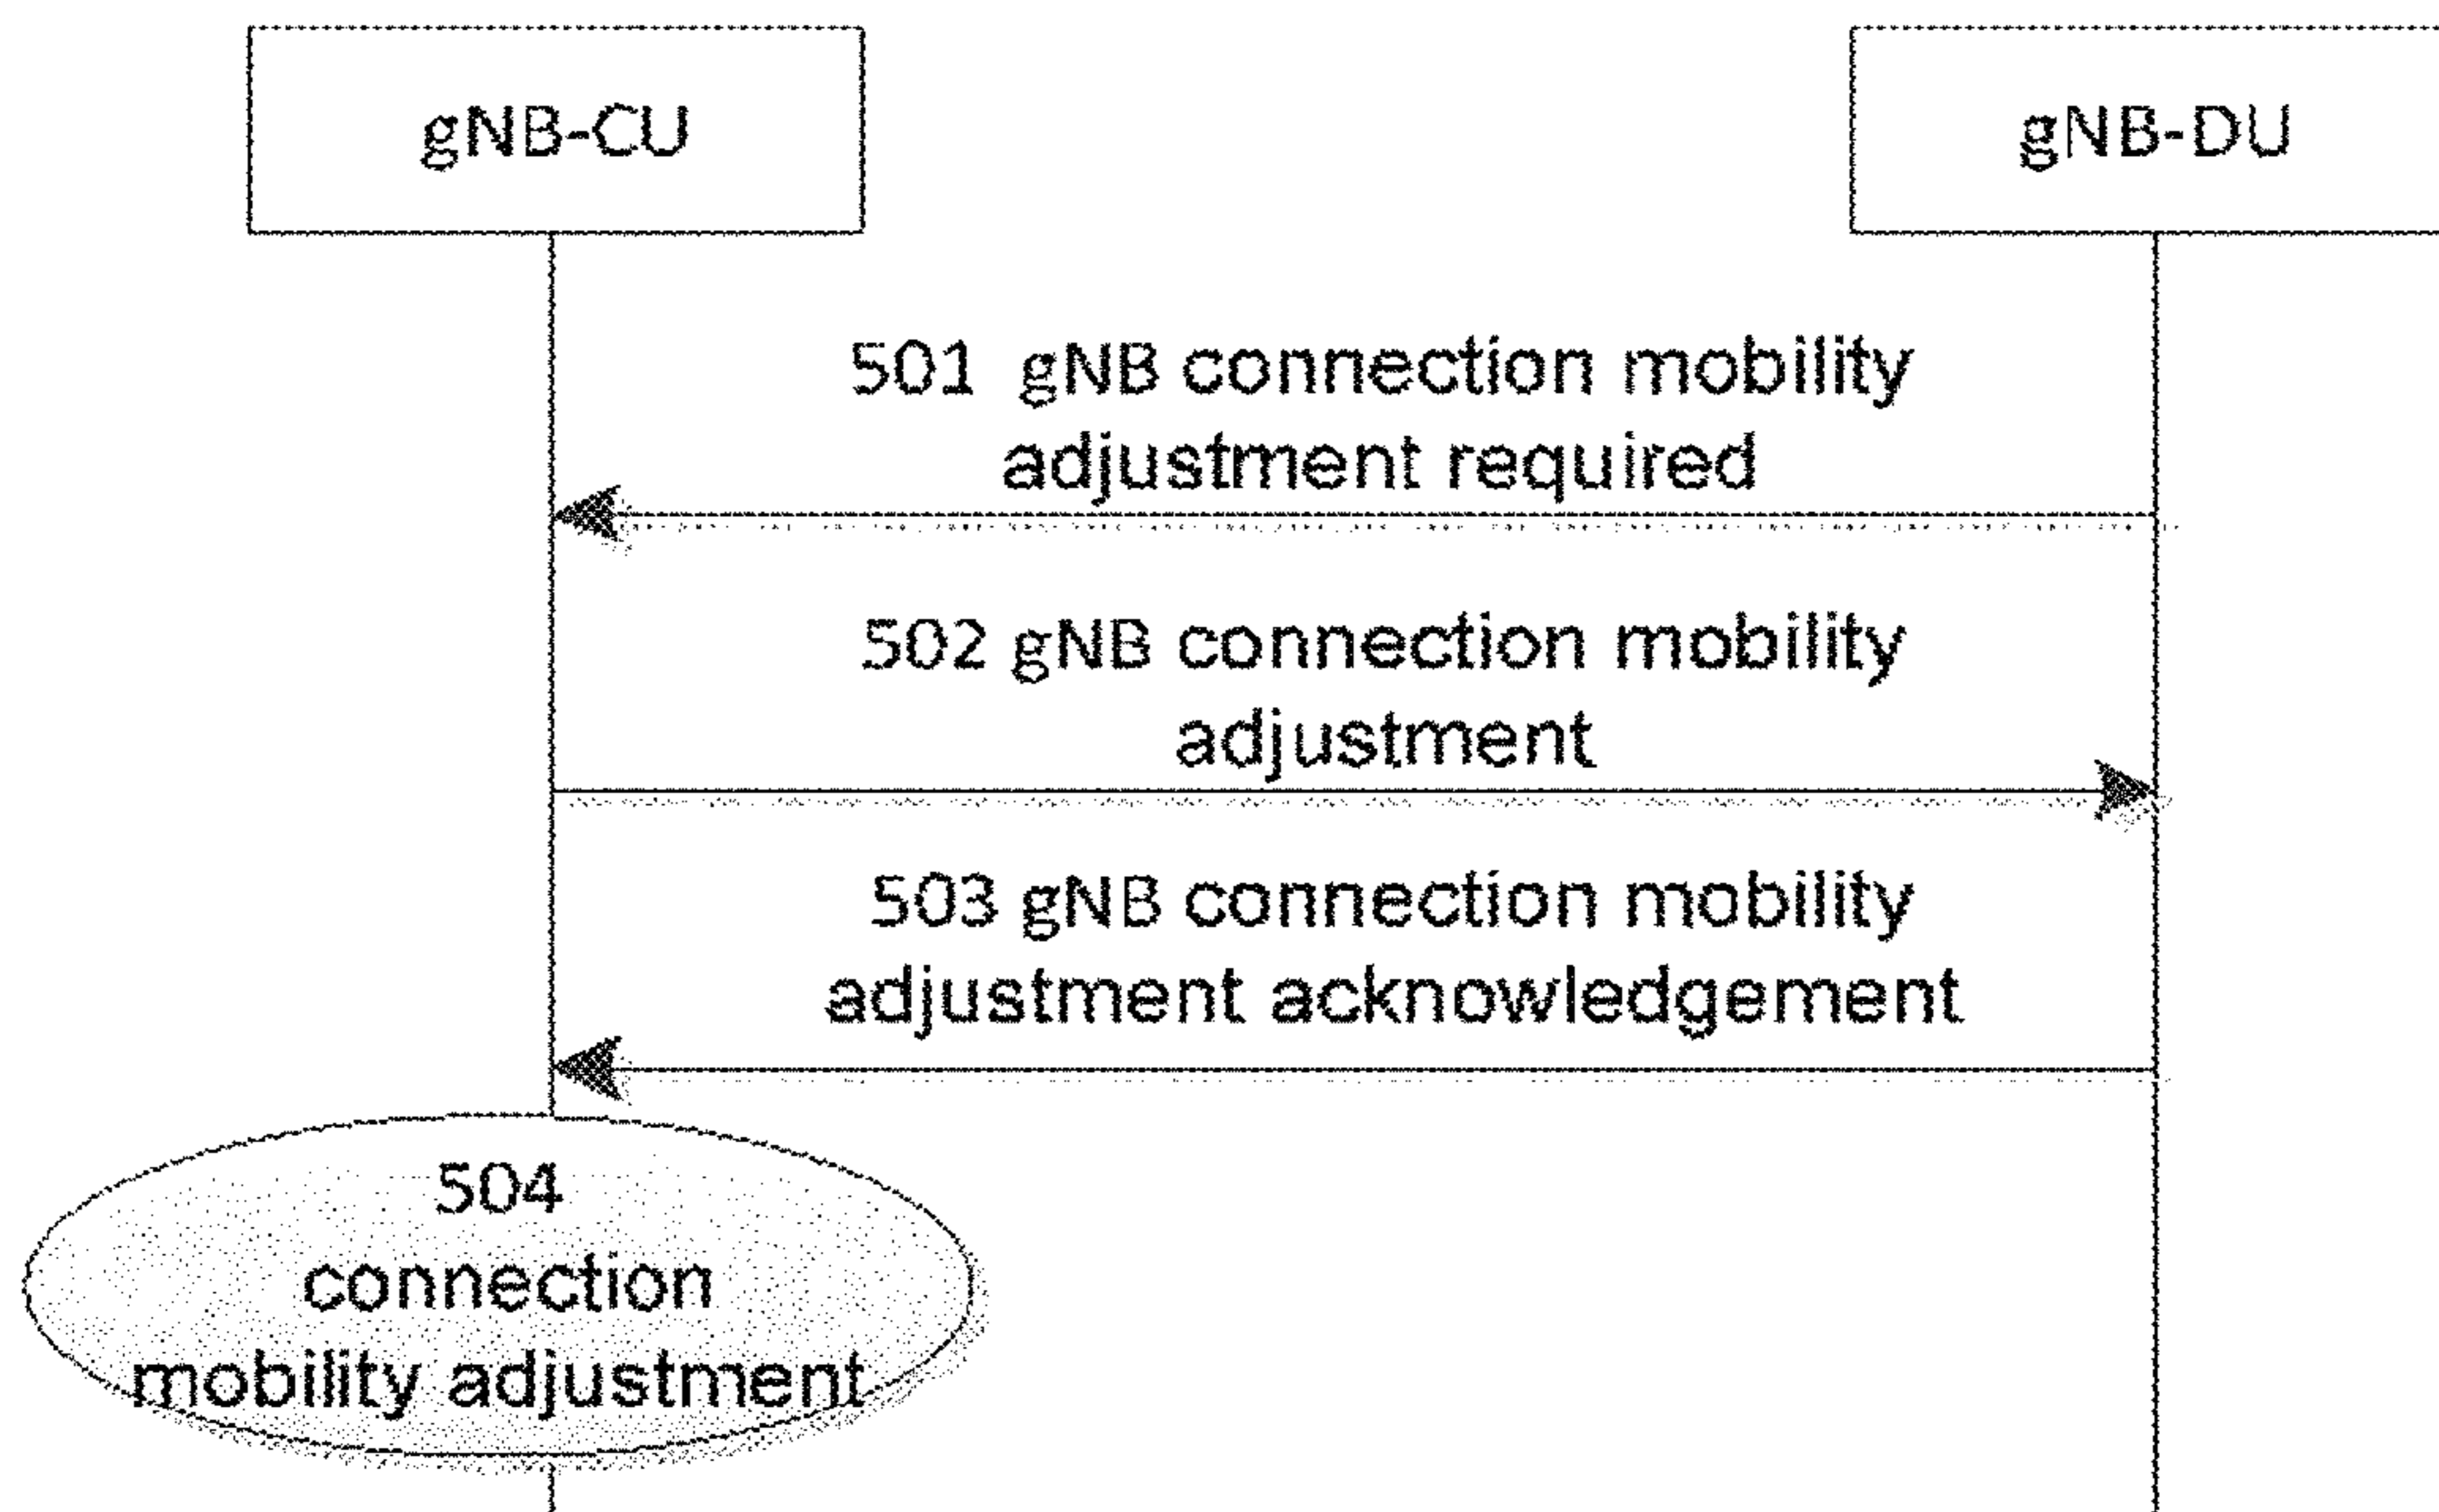 gNB-CU
gNB-DU
501 gNB connection mobility
adjustment required
502 gNB connection mobility
adjustment
503 gNB connection mobility
adjustment acknowledgement
504
connection
mobility adjustment